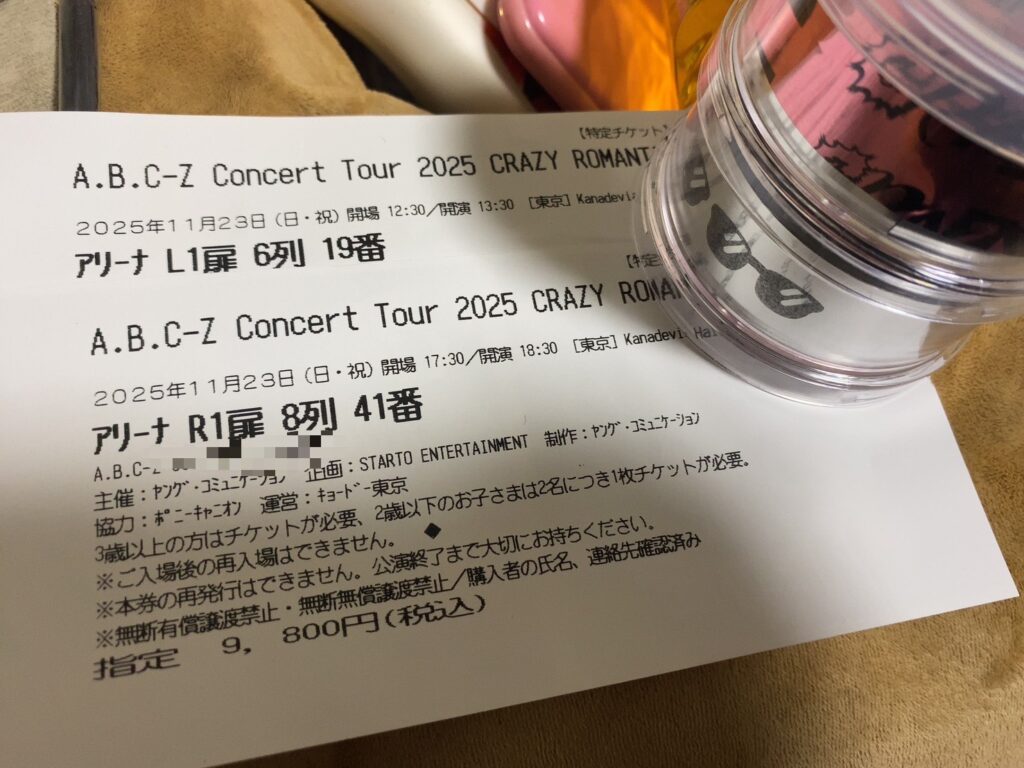 【特定チケット】
A.B.C-Z Concert Tour 2025 CRAZY
2025年11月23日(日・祝) 開場 12:30／開演 13:30 [東京]
アリーナ L1扉 6列 19番
A.B.C-Z Concert Tour 2025 CRAZY
2025年11月23日(日・祝) 開場 17:30／開演 18:30 [東京]
アリーナ R1扉 8列 41番
企画：STARTO ENTERTAINMENT 制作：ヤング・コミュニケーション
主催：ヤング・コミュニケーション
協力：ポニーキャニオン 運営：キョードー東京
3歳以上の方はチケットが必要、2歳以下のお子さまは2名につき1枚チケットが必要。
※ご入場後の再入場はできません。 ◆
※本券の再発行はできません。公演終了まで大切にお持ちください。
※無断有償譲渡禁止・無断無償譲渡禁止／購入者の氏名、連絡先確認済み
指定 9, 800円(税込)